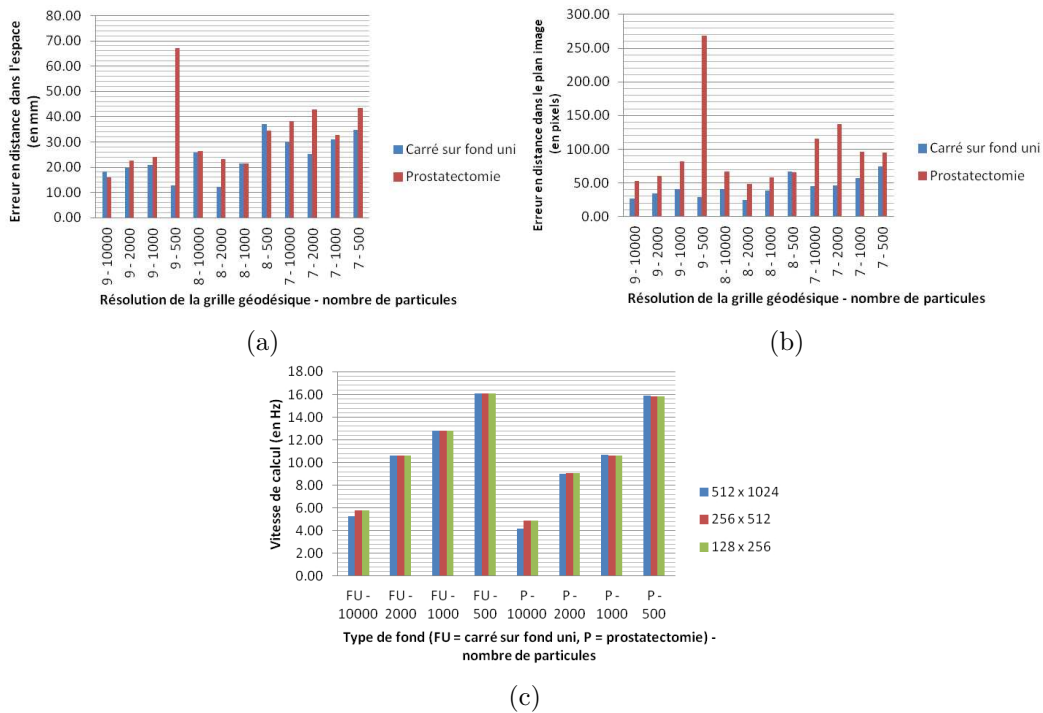 80.00
70.00
60.00
50.00
40.00
30.00
20.00
10.00
0.00
Erreur en distance dans l'espace
(en mm)
9 - 10000
9 - 2000
9 - 1000
9 - 500
8 - 10000
8 - 2000
8 - 1000
8 - 500
7 - 10000
7 - 2000
7 - 1000
7 - 500
Résolution de la grille géodésique - nombre de particules
Carré sur fond uni
Prostatectomie
(a)
300.00
250.00
200.00
150.00
100.00
50.00
0.00
Erreur en distance dans le plan image
(en pixels)
9 - 10000
9 - 2000
9 - 1000
9 - 500
8 - 10000
8 - 2000
8 - 1000
8 - 500
7 - 10000
7 - 2000
7 - 1000
7 - 500
Résolution de la grille géodésique - nombre de particules
Carré sur fond uni
Prostatectomie
(b)
18.00
16.00
14.00
12.00
10.00
8.00
6.00
4.00
2.00
0.00
Vitesse de calcul (en Hz)
FU -
10000
FU -
2000
FU -
1000
FU -
500
P -
10000
P -
2000
P -
1000
P -
500
Type de fond (FU = carré sur fond uni, P = prostatectomie) -
nombre de particules
512 x 1024
256 x 512
128 x 256
(c)